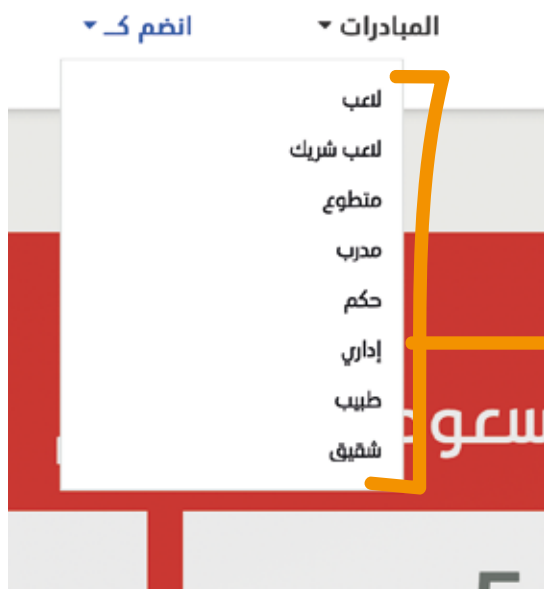 المبادرات انضم كـ
لاعب
لاعب شريك
متطوع
مدرب
حكم
إداري
طبيب
شقيق